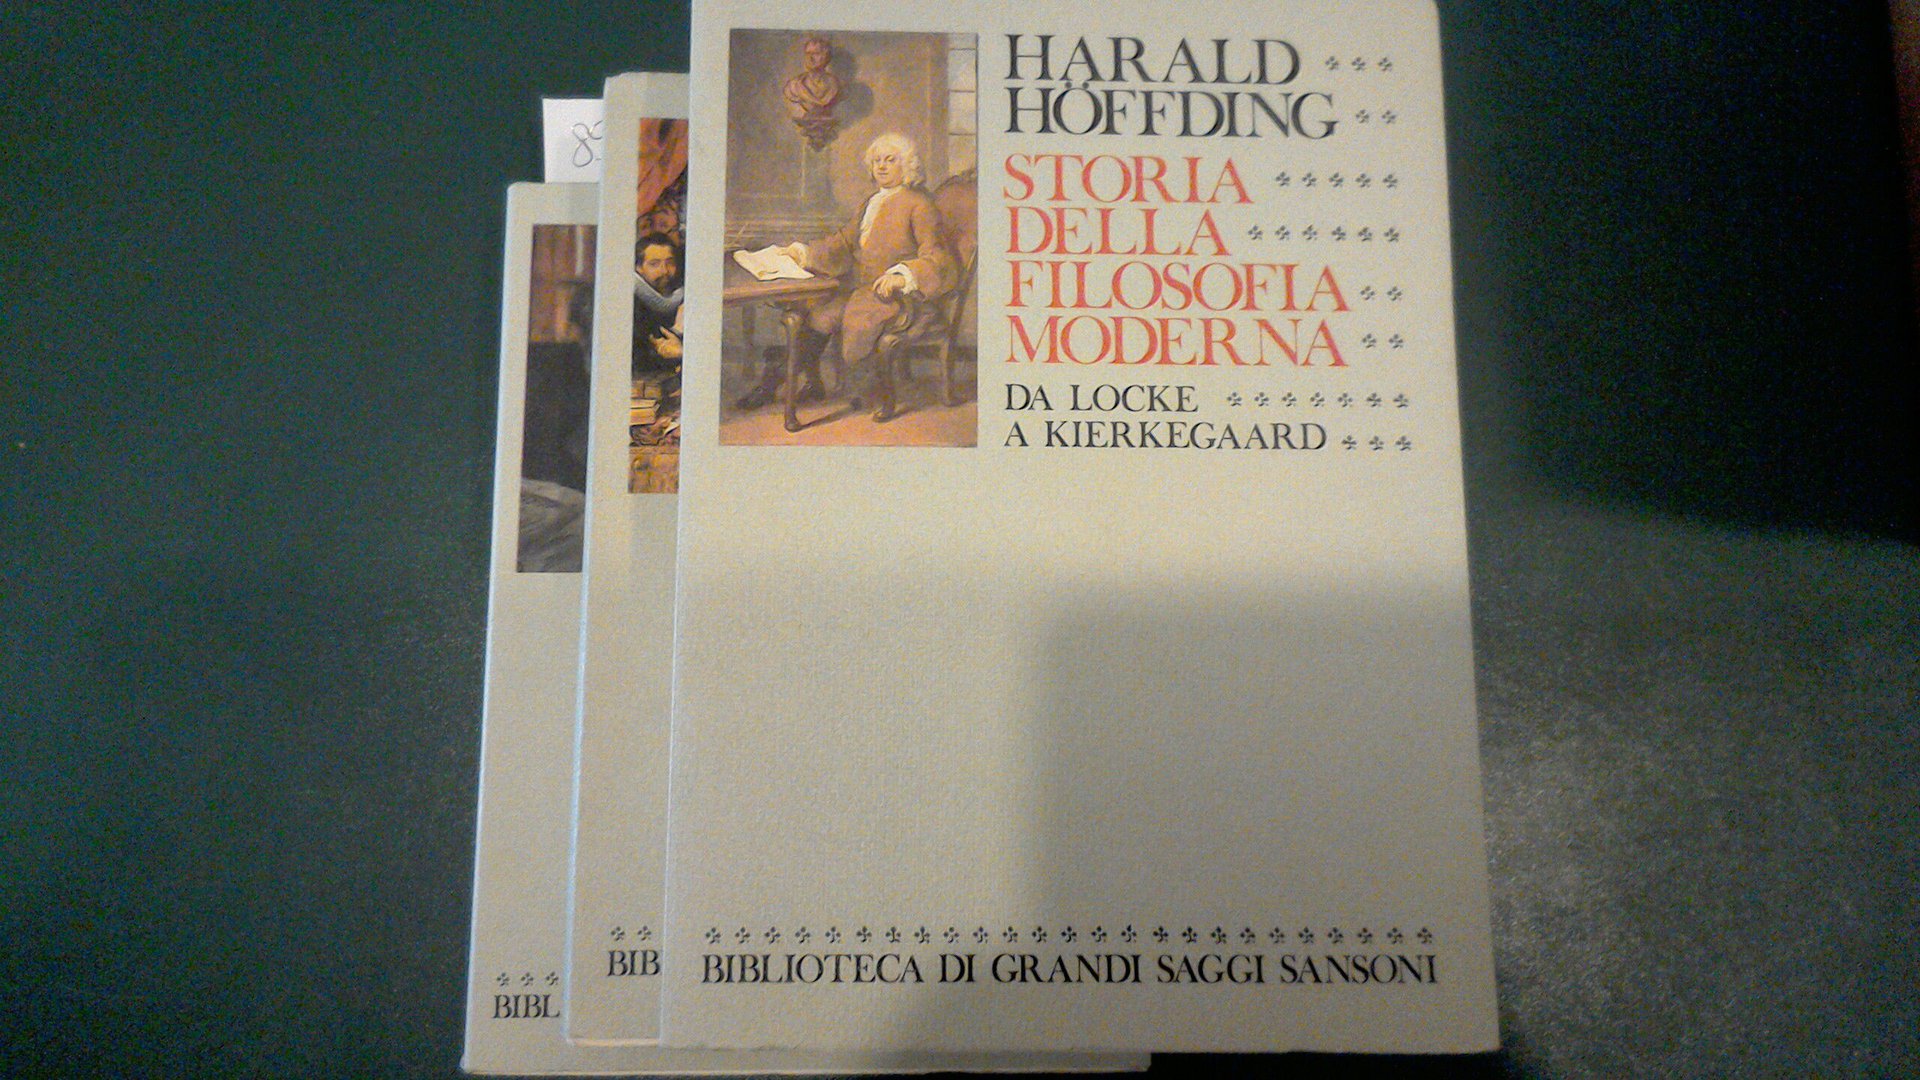 HARALD
HÖFFDING
STORIA
DELLA
FILOSOFIA
MODERNA
DA LOCKE
A KIERKEGAARD
BIBLIOTECA DI GRANDI SAGGI SANSONI
BIB
BIBL